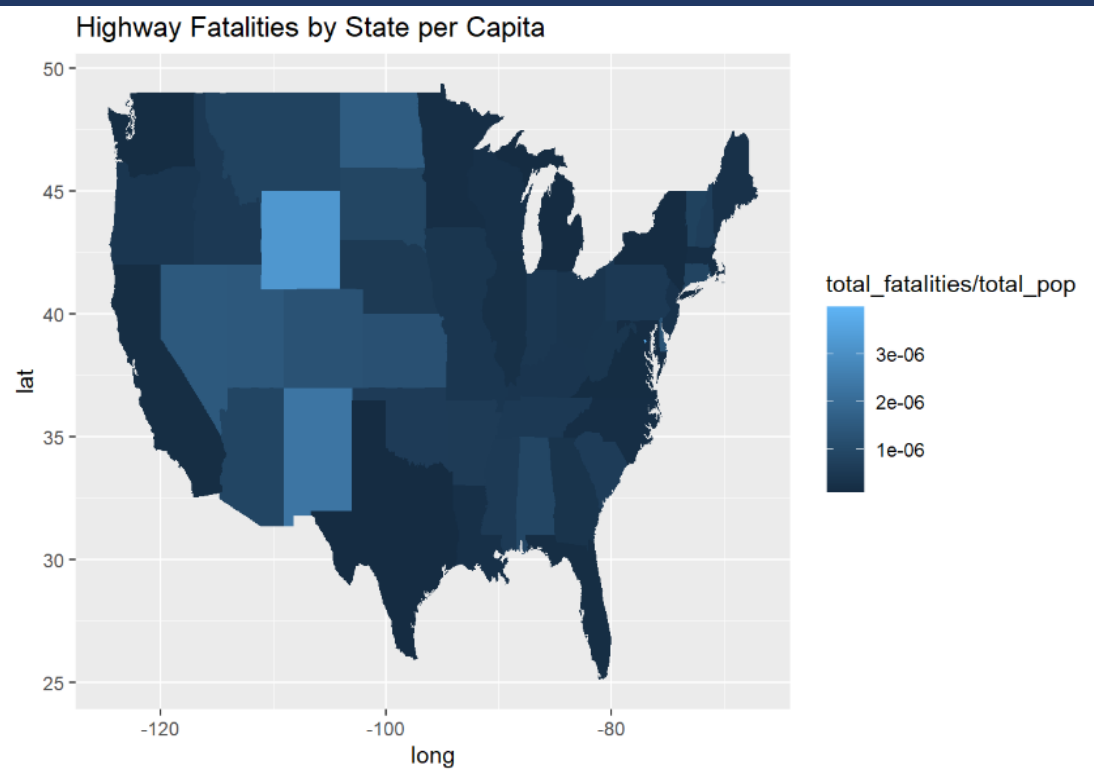 Highway Fatalities by State per Capita
50
45
40
35
30
25
lat
-120
-100
-80
long
total_fatalities/total_pop
3e-06
2e-06
1e-06